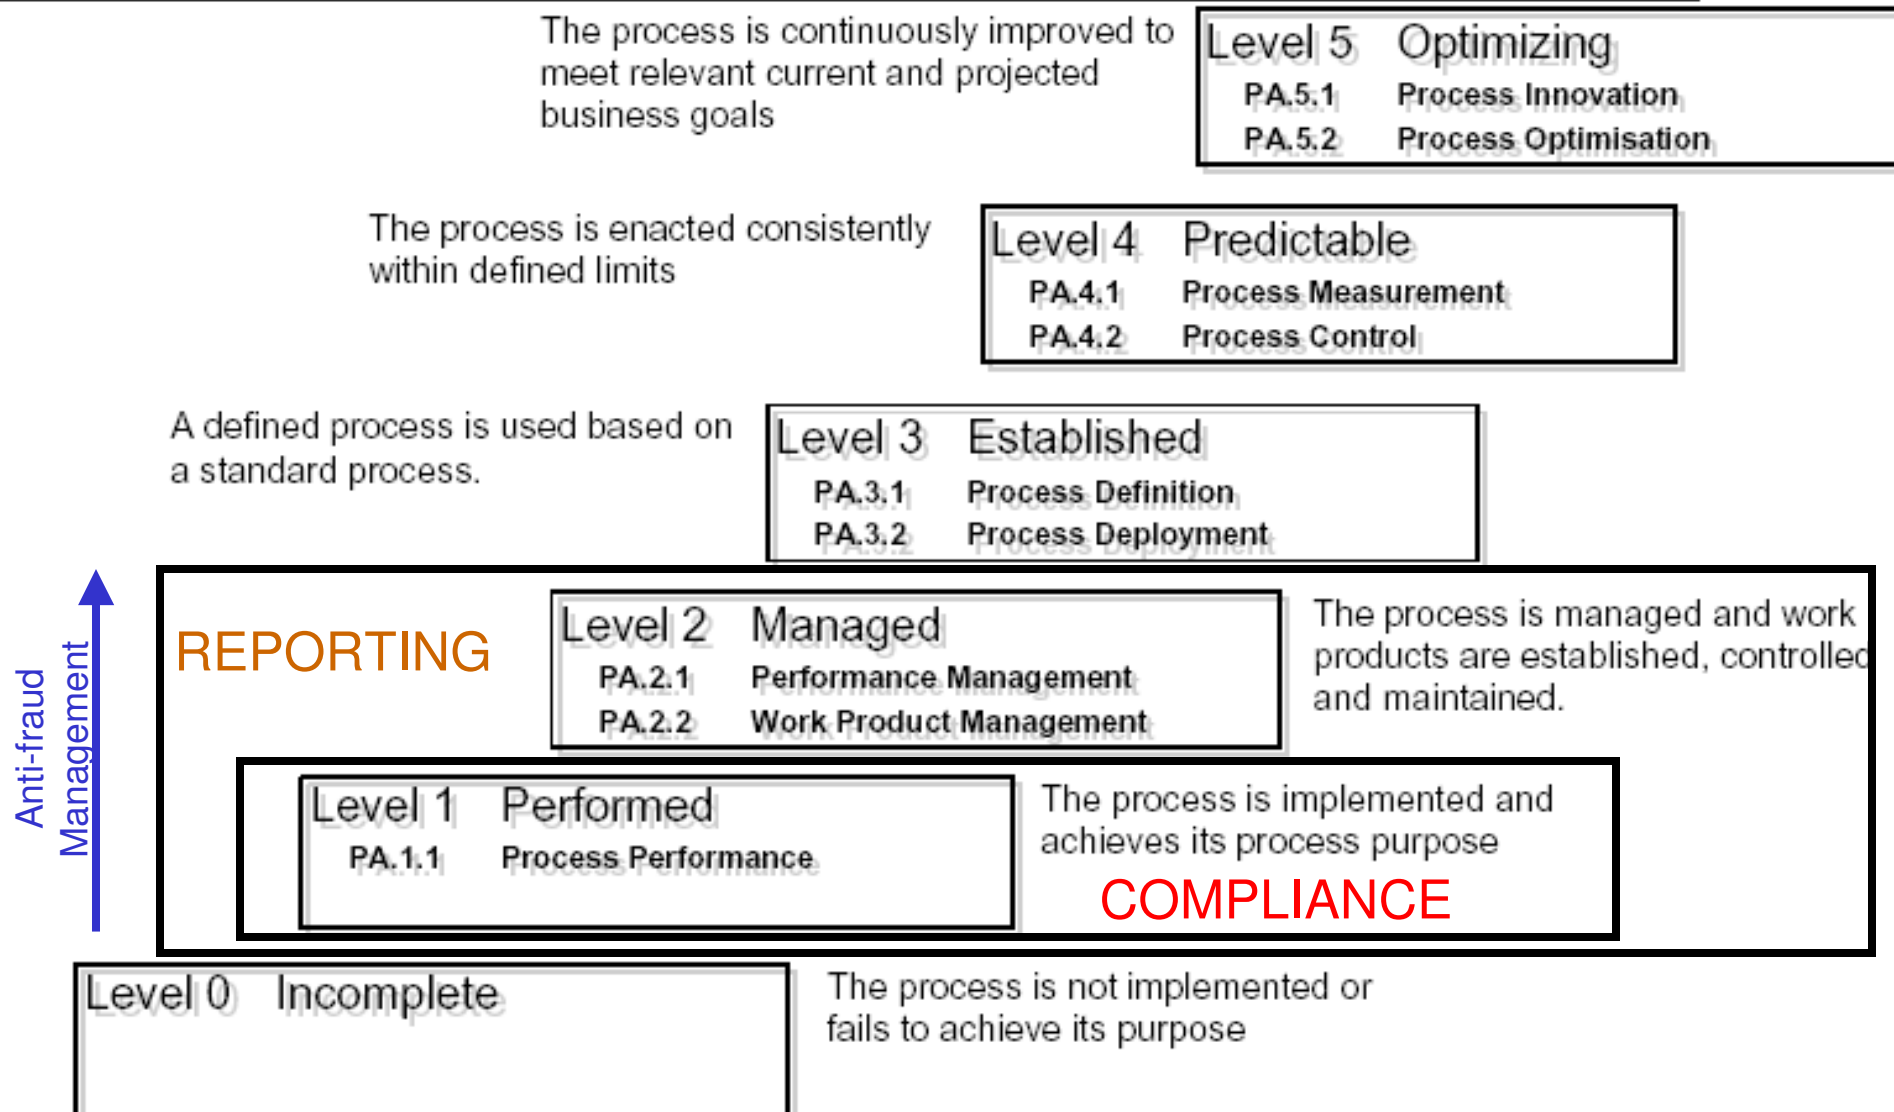 The process is continuously improved to
meet relevant current and projected
business goals
Level 5 Optimizing
PA.5.1 Process Innovation
PA.5.2 Process Optimisation
The process is enacted consistently
within defined limits
Level 4 Predictable
PA.4.1 Process Measurement
PA.4.2 Process Control
A defined process is used based on
a standard process.
Level 3 Established
PA.3.1 Process Definition
PA.3.2 Process Deployment
Anti-fraud
Management
REPORTING
Level 2 Managed
PA.2.1 Performance Management
PA.2.2 Work Product Management
The process is managed and work
products are established, controlled
and maintained.
Level 1 Performed
PA.1.1 Process Performance
The process is implemented and
achieves its process purpose
COMPLIANCE
Level 0 Incomplete
The process is not implemented or
fails to achieve its purpose